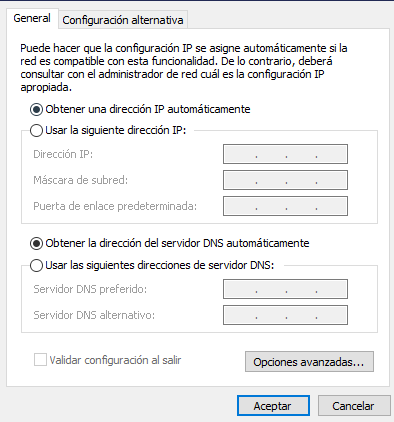 General
Configuración alternativa
Puede hacer que la configuración IP se asigne automáticamente si la
red es compatible con esta funcionalidad. De lo contrario, deberá
consultar con el administrador de red cuál es la configuración IP
apropiada.
Obtener una dirección IP automáticamente
Usar la siguiente dirección IP:
Dirección IP:
Máscara de subred:
Puerta de enlace predeterminada:
Obtener la dirección del servidor DNS automáticamente
Usar las siguientes direcciones de servidor DNS:
Servidor DNS preferido:
Servidor DNS alternativo:
Validar configuración al salir
Opciones avanzadas...
Aceptar
Cancelar